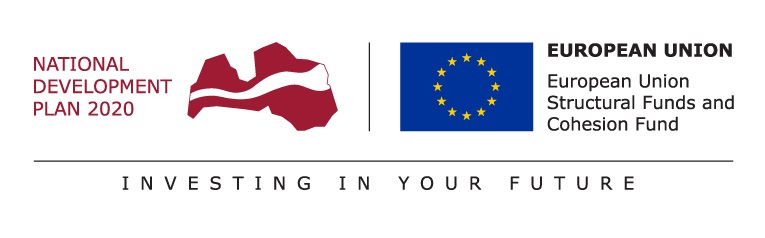 NATIONAL
DEVELOPMENT
PLAN 2020
EUROPEAN UNION
European Union
Structural Funds and
Cohesion Fund
INVESTING IN YOUR FUTURE